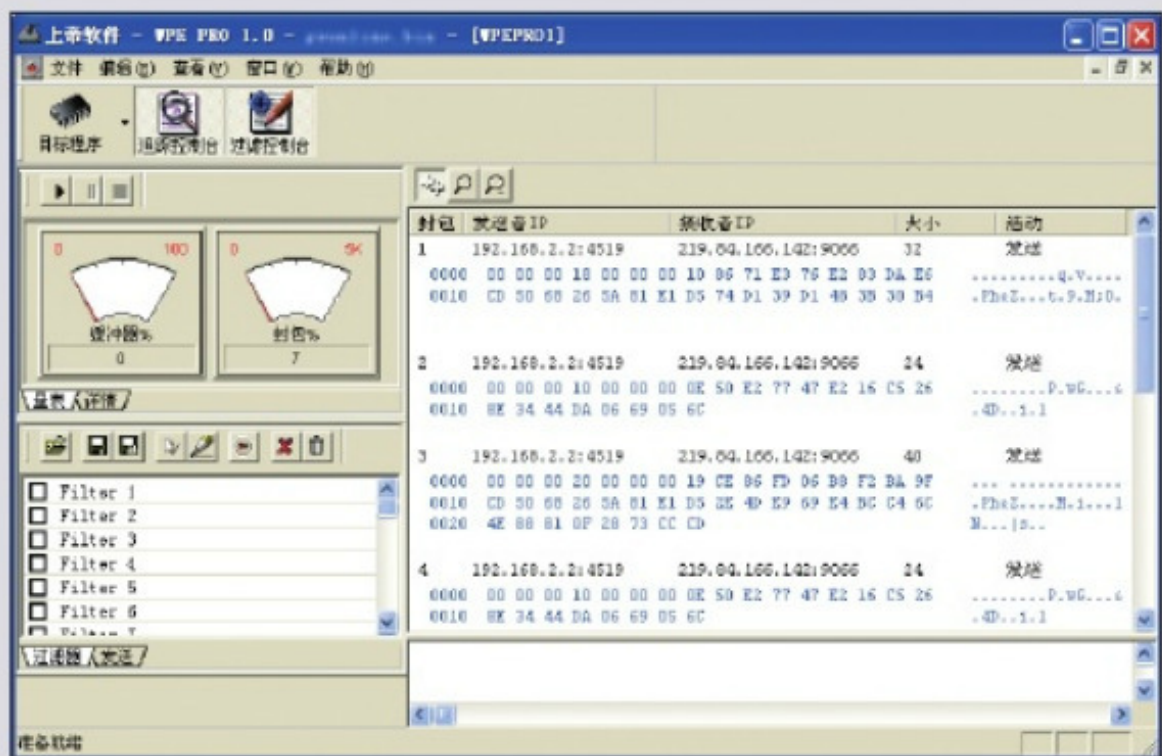 上帝软件 - WPE PRO 1.0 - - [WPEPRO1]
文件 编辑(E) 查看(V) 窗口(W) 帮助(H)
目标程序 追踪控制台 过滤控制台
0 100 0 5K
缓冲器% 封包%
0 7
量表 详情
Filter 1
Filter 2
Filter 3
Filter 4
Filter 5
Filter 6
Filter 7
过滤器 发送
封包 发送者IP 接收者IP 大小 活动
1 192.168.2.2:4519 219.84.166.142:9066 32 发送
0000 00 00 00 18 00 00 00 10 86 71 E3 76 E2 83 DA E6 .........q.v....
0010 CD 50 68 26 5A 81 E1 D5 74 D1 39 D1 4B 3B 30 B4
2 192.168.2.2:4519 219.84.166.142:9066 24 发送
0000 00 00 00 10 00 00 00 0E 50 E2 77 47 E2 16 C5 26
0010 8E 34 44 DA 06 69 05 6C .4D..i.l
3 192.168.2.2:4519 219.84.166.142:9066 40 发送
0000 00 00 00 20 00 00 00 19 CE 86 FD 06 B8 F2 BA 9F ... ............
0010 CD 50 68 26 5A 81 E1 D5 2E 4D E9 69 E4 BC C4 6C .Ph&Z....M.i...l
0020 4E 88 81 0F 28 73 CC CD
4 192.168.2.2:4519 219.84.166.142:9066 24 发送
0000 00 00 00 10 00 00 00 0E 50 E2 77 47 E2 16 C5 26
0010 8E 34 44 DA 06 69 05 6C .4D..i.l
准备就绪